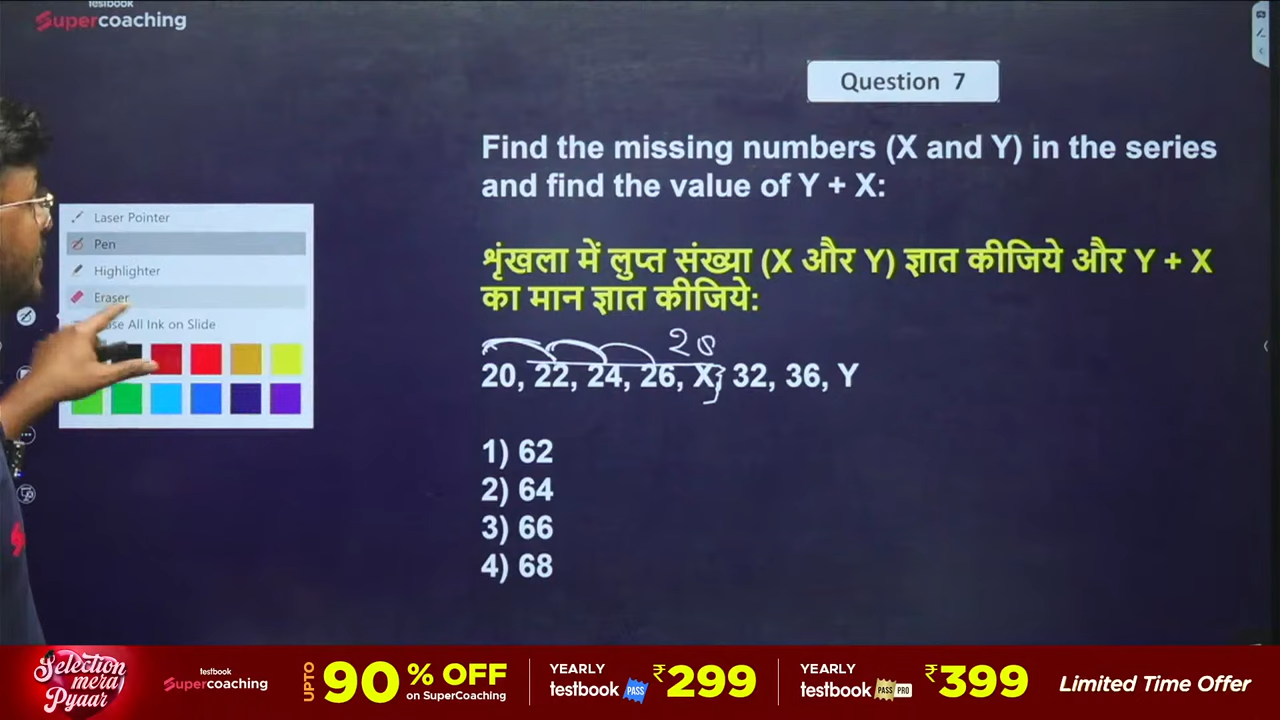 testbook
Supercoaching
Question 7
Find the missing numbers (X and Y) in the series
and find the value of Y + X:
Laser Pointer
Pen
Highlighter
Eraser
Ink on Slide
शृंखला में लुप्त संख्या (X और Y) ज्ञात कीजिये और Y + X
का मान ज्ञात कीजिये:
28
20, 22, 24, 26, X, 32, 36, Y
1) 62
2) 64
3) 66
4) 68
Selection
mera
Pyaar
testbook
Supercoaching
UPTO
90% OFF
on SuperCoaching
YEARLY
testbook PASS
₹299
YEARLY
testbook PASS PRO
₹399
Limited Time Offer